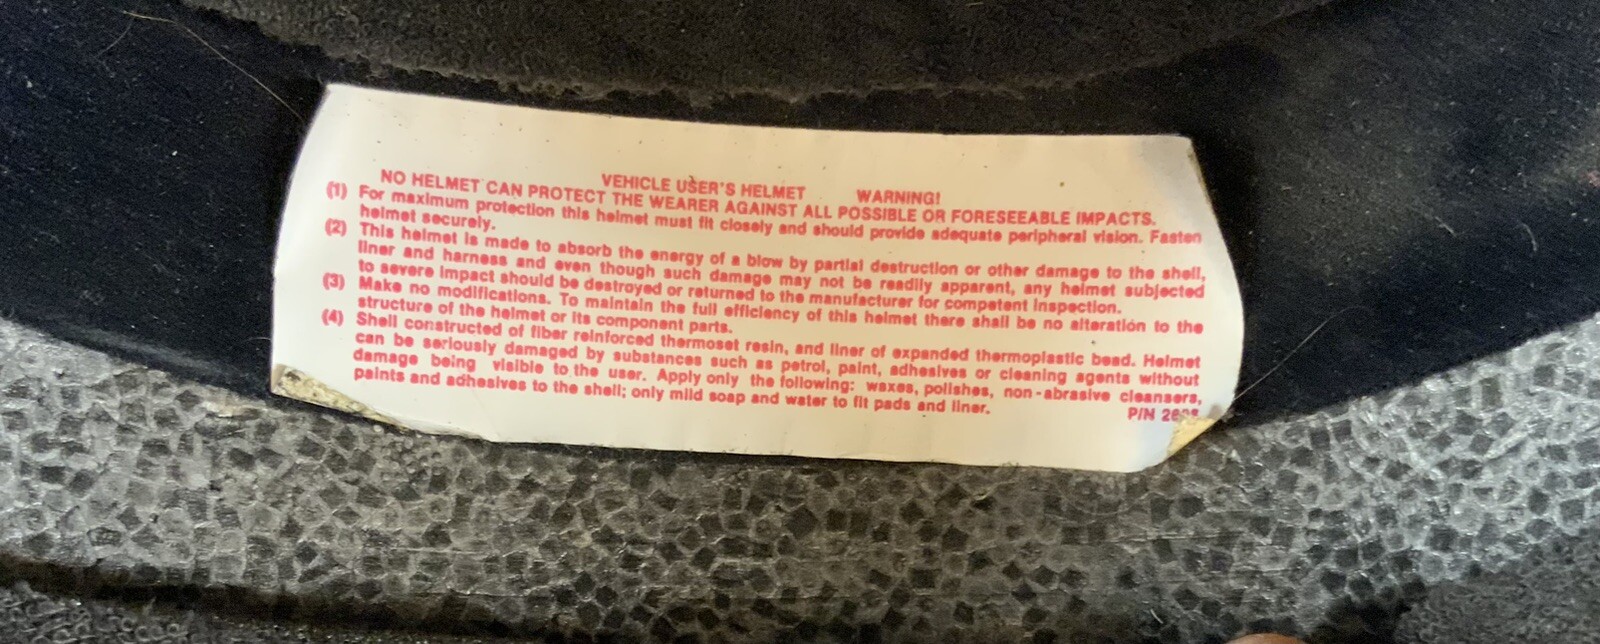 VEHICLE USER'S HELMET WARNING!
NO HELMET CAN PROTECT THE WEARER AGAINST ALL POSSIBLE OR FORESEEABLE IMPACTS.
(1) For maximum protection this helmet must fit closely and should provide adequate peripheral vision. Fasten
helmet securely.
(2) This helmet is made to absorb the energy of a blow by partial destruction or other damage to the shell,
liner and harness and even though such damage may not be readily apparent, any helmet subjected
to severe impact should be destroyed or returned to the manufacturer for competent inspection.
(3) Make no modifications. To maintain the full efficiency of this helmet there shall be no alteration to the
structure of the helmet or its component parts.
(4) Shell constructed of fiber reinforced thermoset resin, and liner of expanded thermoplastic bead. Helmet
can be seriously damaged by substances such as petrol, paint, adhesives or cleaning agents without
damage being visible to the user. Apply only the following: waxes, polishes, non-abrasive cleansers,
paints and adhesives to the shell; only mild soap and water to fit pads and liner.
P/N